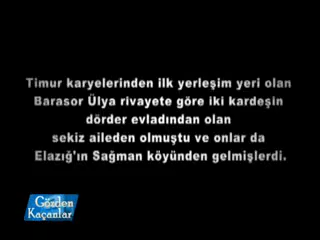 Timur karyelerinden ilk yerleşim yeri olan
Barasor Ülya rivayete göre iki kardeşin
dörder evladından olan
sekiz aileden olmuştu ve onlar da
Elazığ'ın Sağman köyünden gelmişlerdi.
Gözden
Kaçanlar